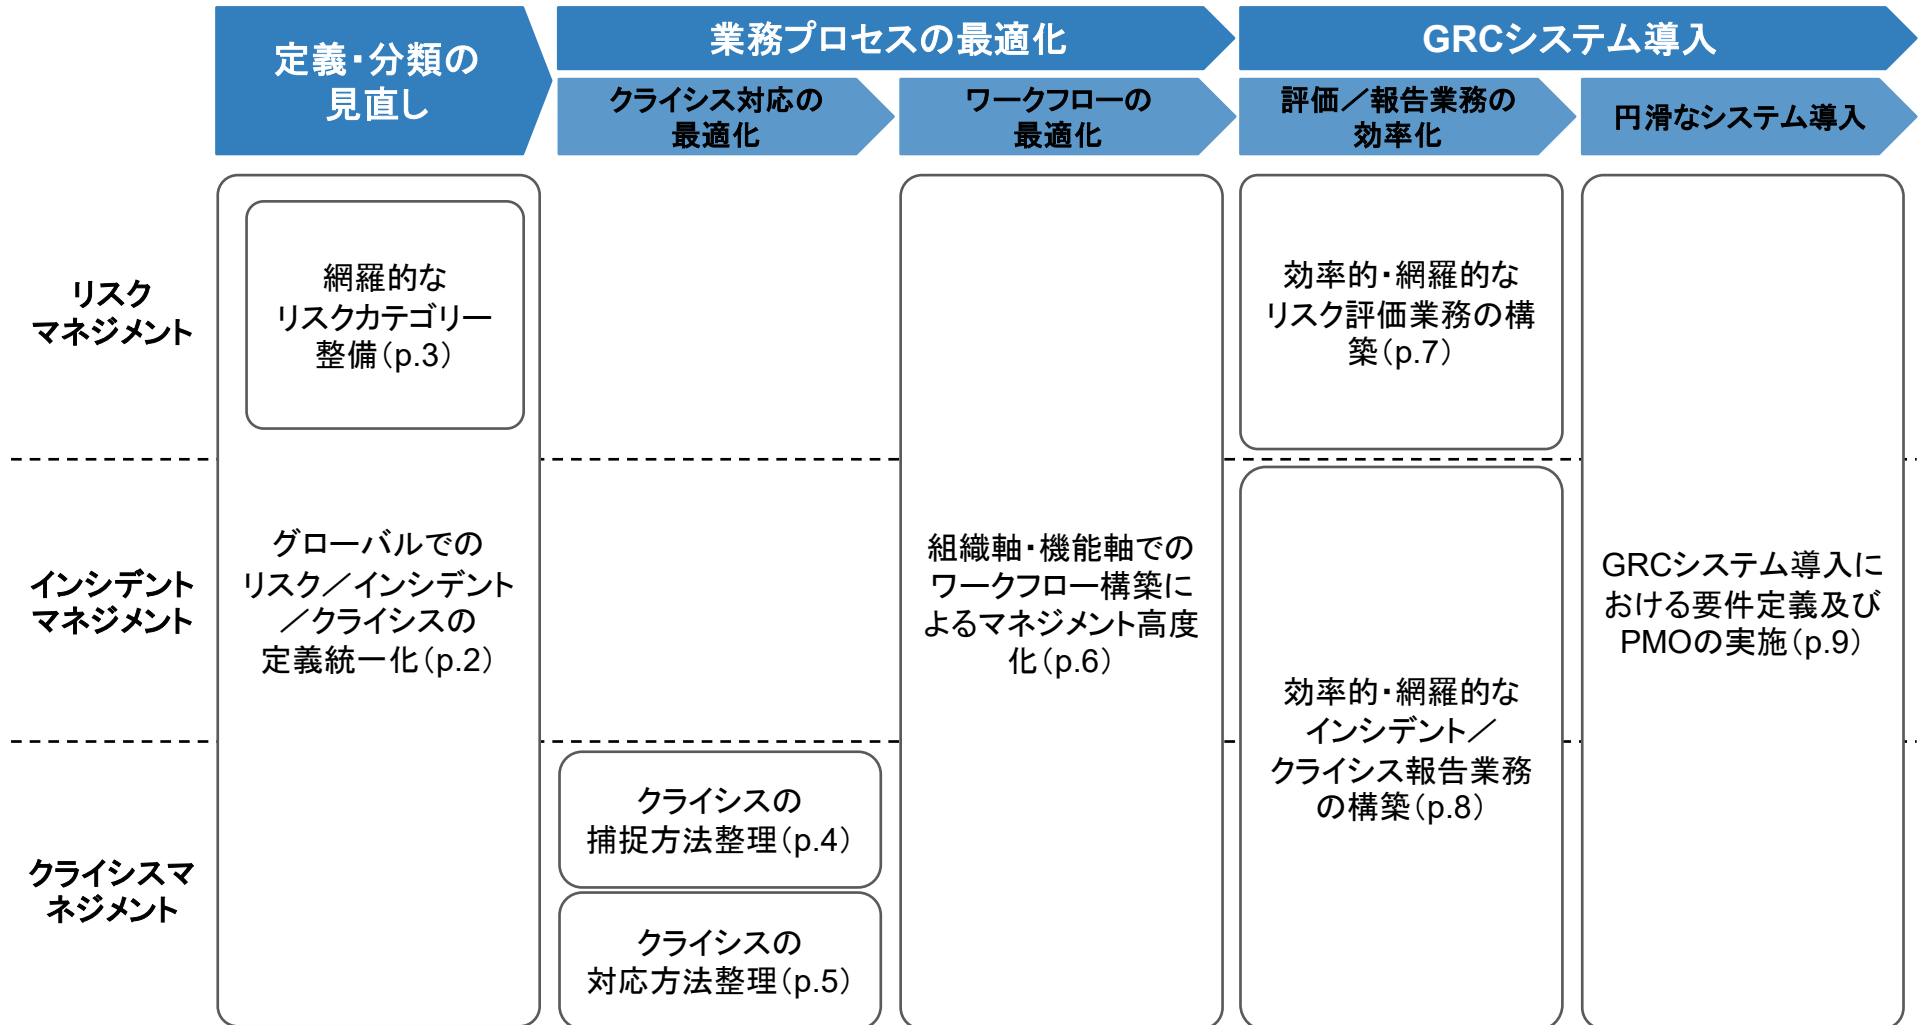 定義・分類の
見直し
業務プロセスの最適化
GRCシステム導入
クライシス対応の
最適化
ワークフローの
最適化
評価／報告業務の
効率化
円滑なシステム導入
リスク
マネジメント
網羅的な
リスクカテゴリー
整備（p.3）
効率的・網羅的な
リスク評価業務の構
築（p.7）
インシデント
マネジメント
グローバルでの
リスク／インシデント
／クライシスの
定義統一化（p.2）
組織軸・機能軸での
ワークフロー構築に
よるマネジメント高度
化（p.6）
GRCシステム導入に
おける要件定義及び
PMOの実施（p.9）
効率的・網羅的な
インシデント／
クライシス報告業務
の構築（p.8）
クライシスマ
ネジメント
クライシスの
捕捉方法整理（p.4）
クライシスの
対応方法整理（p.5）